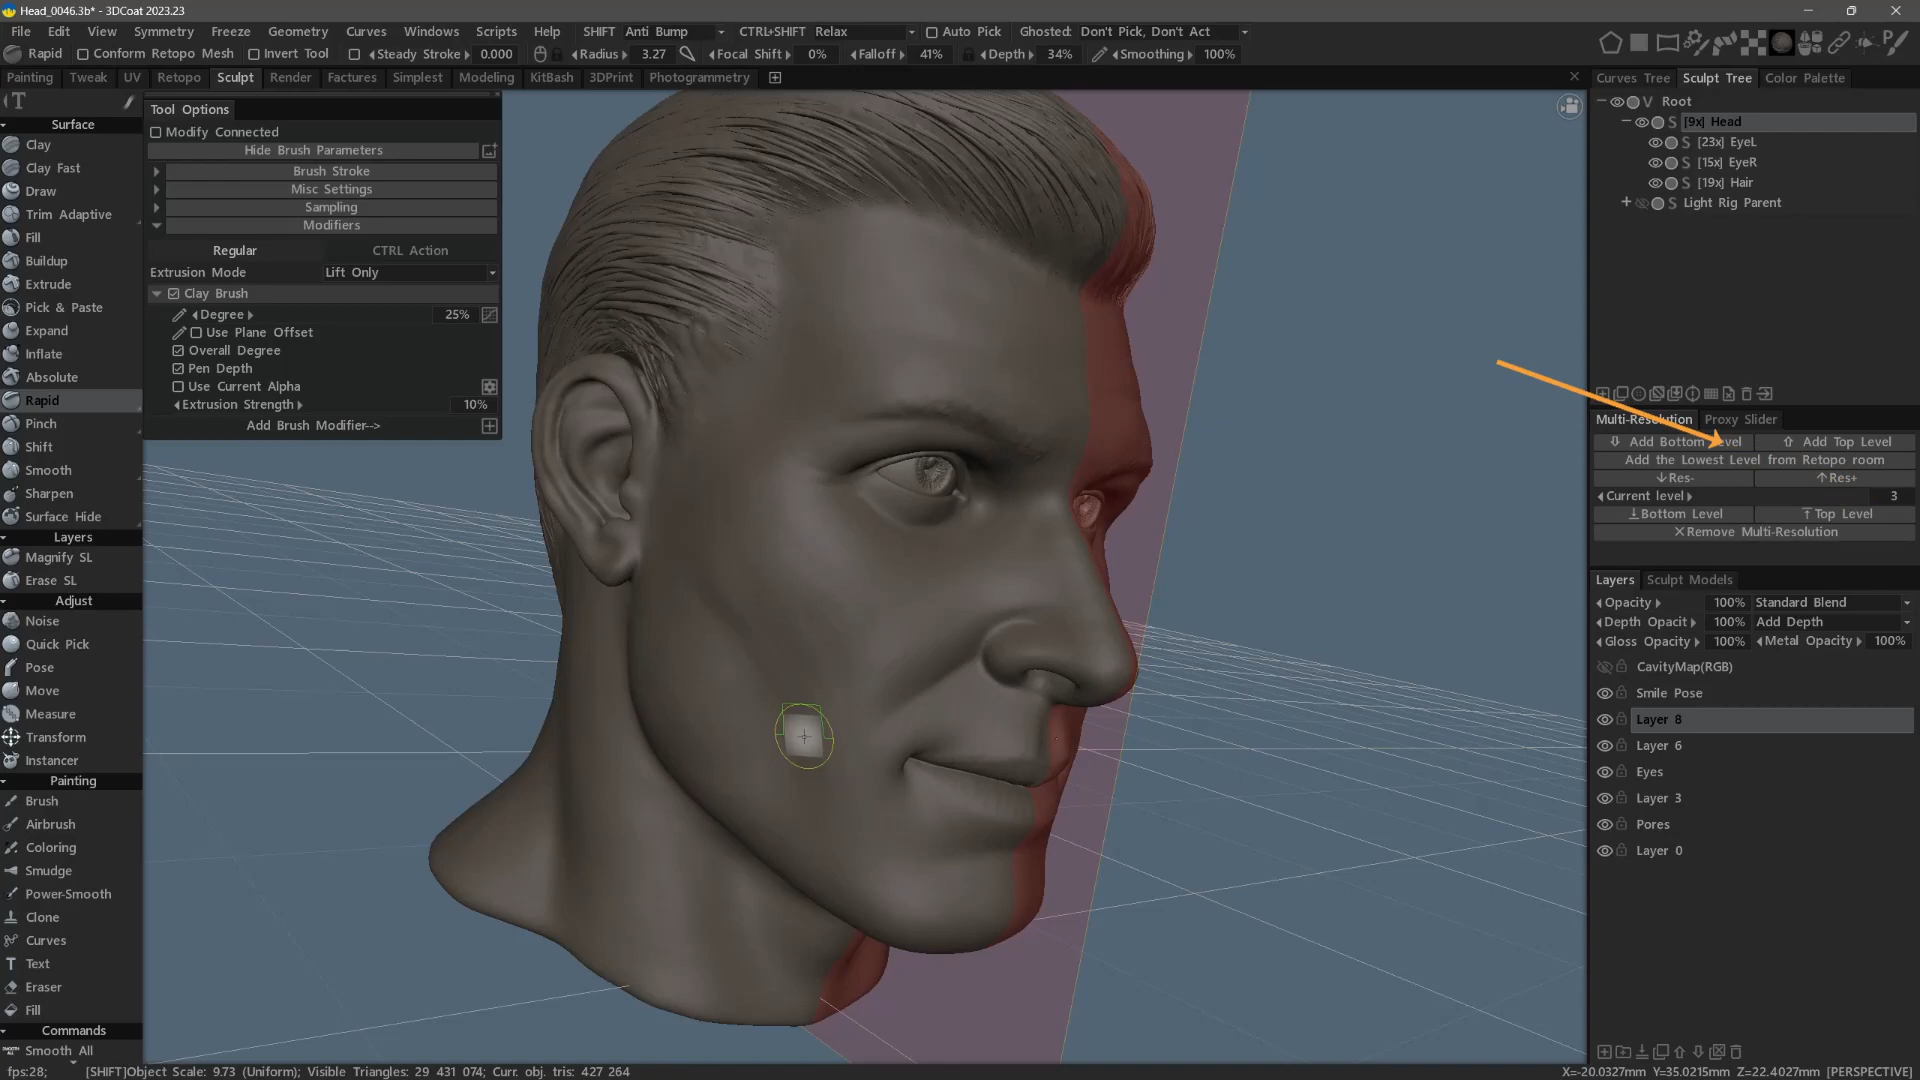 Head_0046.3b* - 3DCoat 2023.23
File Edit View Symmetry Freeze Geometry Curves Windows Scripts Help SHIFT Anti Bump CTRL+SHIFT Relax Auto Pick Ghosted: Don't Pick, Don't Act
Rapid Conform Retopo Mesh Invert Tool Steady Stroke 0.000 Radius 3.27 Focal Shift 0% Falloff 41% Depth 34% Smoothing 100%
Painting Tweak UV Retopo Sculpt Render Factures Simplest Modeling KitBash 3DPrint Photogrammetry
Surface
Clay
Clay Fast
Draw
Trim Adaptive
Fill
Buildup
Extrude
Pick & Paste
Expand
Inflate
Absolute
Rapid
Pinch
Shift
Smooth
Sharpen
Surface Hide
Layers
Magnify SL
Erase SL
Adjust
Noise
Quick Pick
Pose
Move
Measure
Transform
Instancer
Painting
Brush
Airbrush
Coloring
Smudge
Power-Smooth
Clone
Curves
Text
Eraser
Fill
Commands
Smooth All
Tool Options
Modify Connected
Hide Brush Parameters
Brush Stroke
Misc Settings
Sampling
Modifiers
Regular CTRL Action
Extrusion Mode Lift Only
Clay Brush
Degree 25%
Use Plane Offset
Overall Degree
Pen Depth
Use Current Alpha
Extrusion Strength 10%
Add Brush Modifier-->
Curves Tree Sculpt Tree Color Palette
V Root
S [9x] Head
S [23x] EyeL
S [15x] EyeR
S [19x] Hair
S Light Rig Parent
Multi-Resolution Proxy Slider
Add Bottom Level Add Top Level
Add the Lowest Level from Retopo room
Res- Res+
Current level 3
Bottom Level Top Level
Remove Multi-Resolution
Layers Sculpt Models
Opacity 100% Standard Blend
Depth Opacit 100% Add Depth
Gloss Opacity 100% Metal Opacity 100%
CavityMap(RGB)
Smile Pose
Layer 8
Layer 6
Eyes
Layer 3
Pores
Layer 0
fps:28; [SHIFT]Object Scale: 9.73 (Uniform); Visible Triangles: 29 431 074; Curr. obj. tris: 427 264 X=-20.0327mm Y=35.0215mm Z=22.4027mm [PERSPECTIVE]